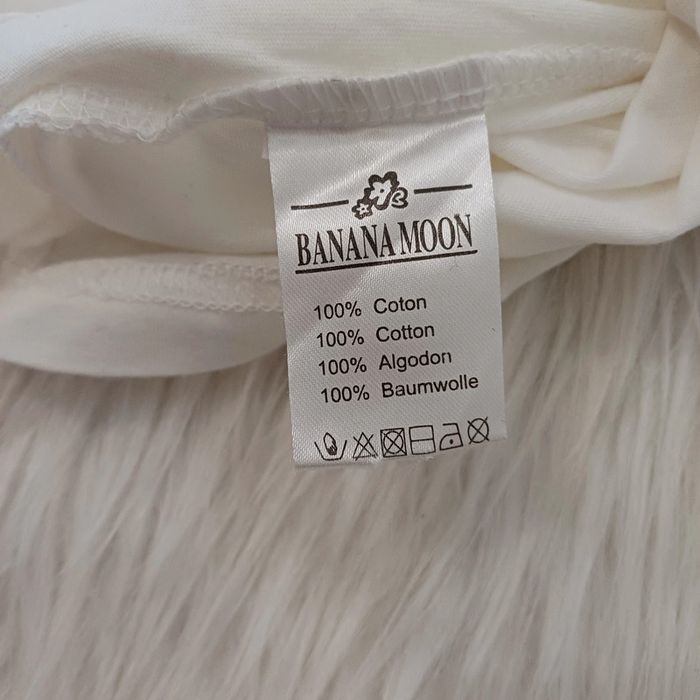 BANANA MOON
100% Coton
100% Cotton
100% Algodon
100% Baumwolle